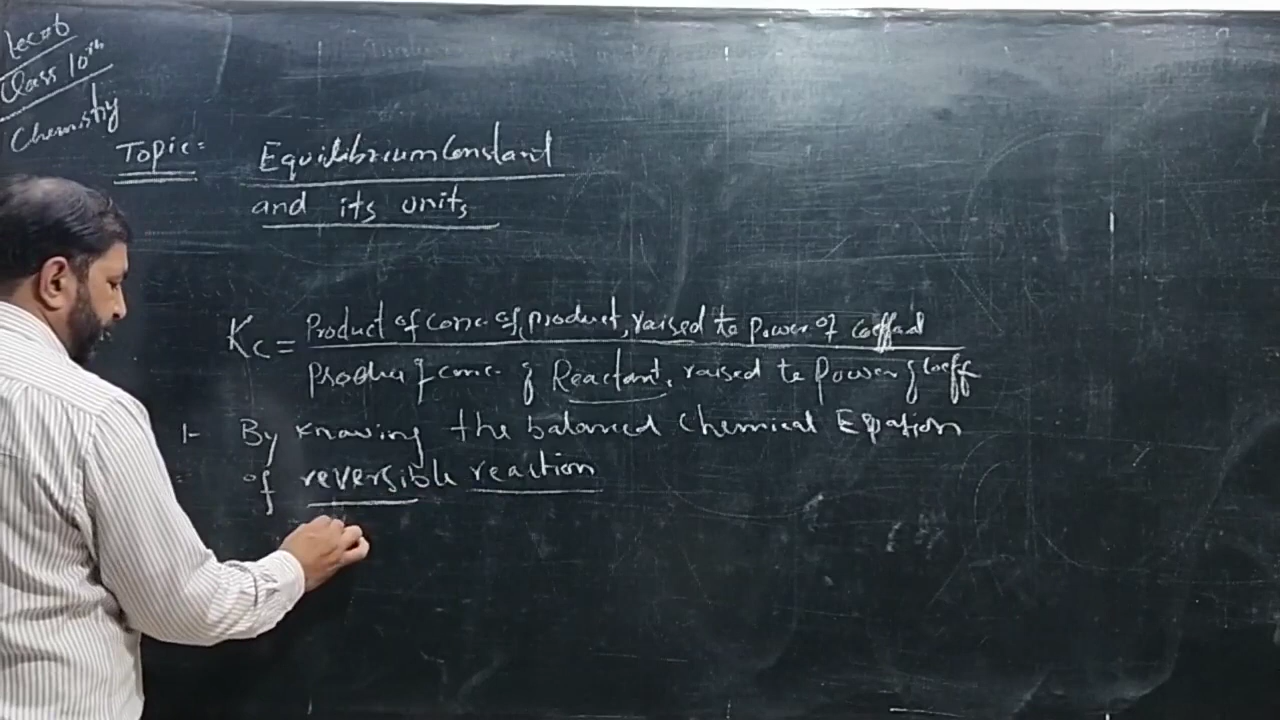 Lec#6
Class 10th
Chemistry
Topic= Equilibrium Constant
and its units
Kc = Product of conc. of product, raised to Power of
Product of conc. of Reactant, raised to Power of Coeff
1- By knowing the balanced Chemical Eqation
of reversible reaction